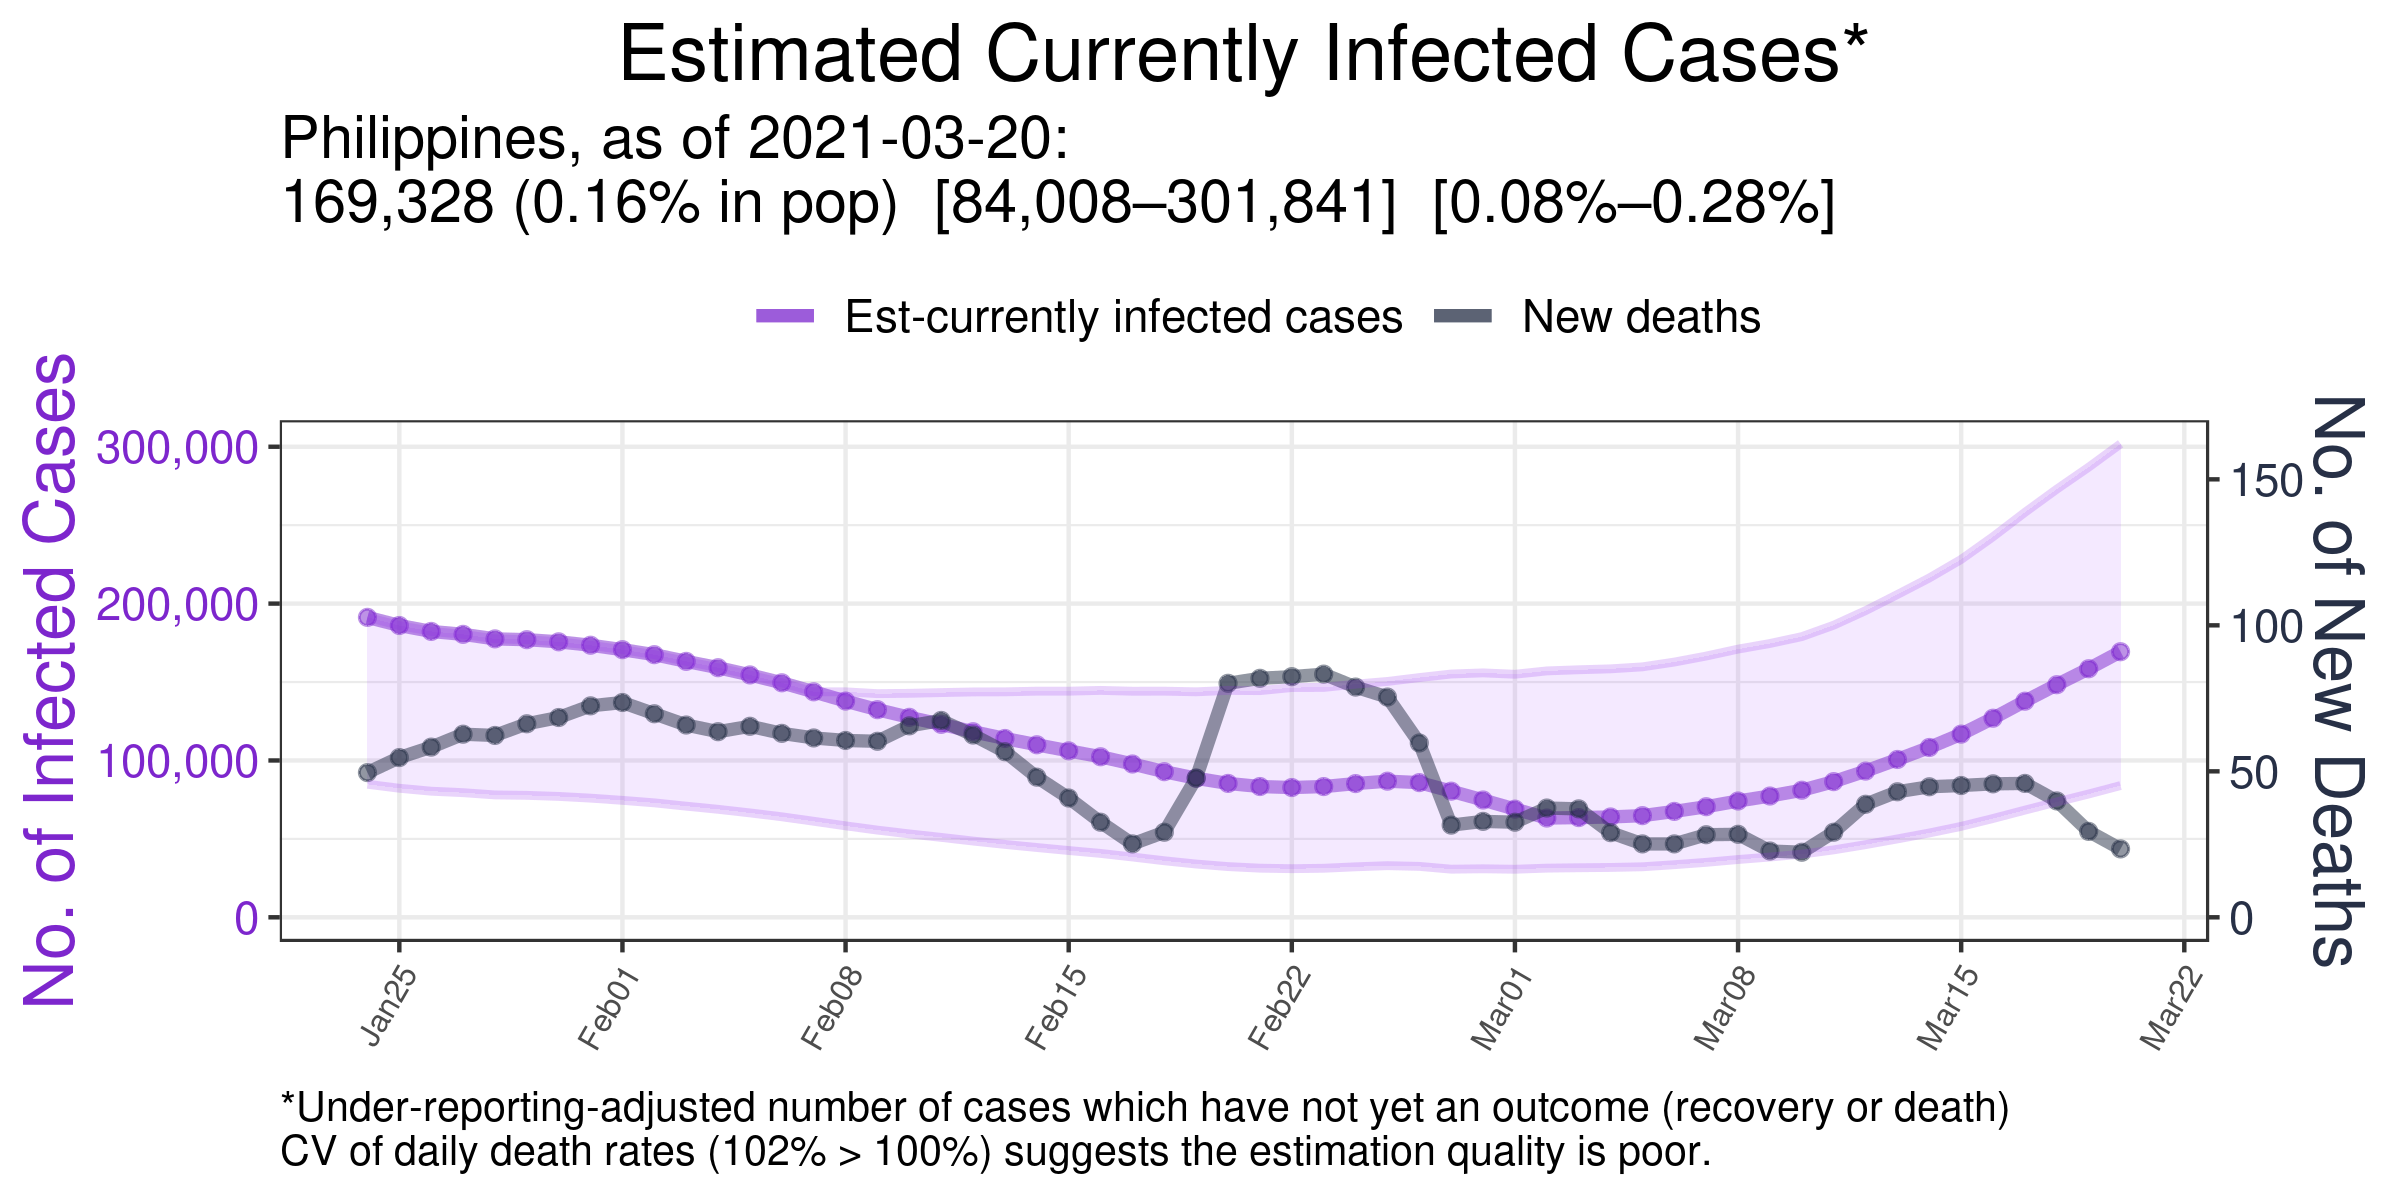 Estimated Currently Infected Cases*
Philippines, as of 2021-03-20:
169,328 (0.16% in pop)  [84,008–301,841]  [0.08%–0.28%]
Est-currently infected cases
New deaths
No. of Infected Cases
300,000
200,000
100,000
0
150
100
50
0
No. of New Deaths
Jan25
Feb01
Feb08
Feb15
Feb22
Mar01
Mar08
Mar15
Mar22
*Under-reporting-adjusted number of cases which have not yet an outcome (recovery or death)
CV of daily death rates (102% > 100%) suggests the estimation quality is poor.